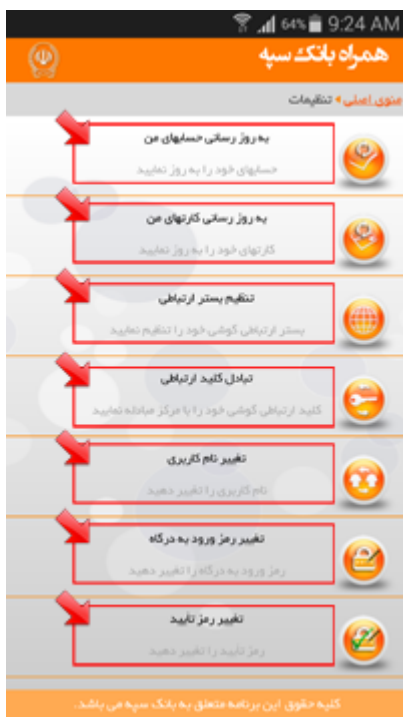 64% 9:24 AM
همراه بانک سپه
منوی اصلی تنظیمات
به روز رسانی حسابهای من
حسابهای خود را به روز نمایید
به روز رسانی کارتهای من
کارتهای خود را به روز نمایید
تنظیم بستر ارتباطی
بستر ارتباطی گوشی خود را تنظیم نمایید
تبادل کلید ارتباطی
کلید ارتباطی گوشی خود را با مرکز مبادله نمایید
تغییر نام کاربری
نام کاربری را تغییر دهید
تغییر رمز ورود به درگاه
رمز ورود به درگاه را تغییر دهید
تغییر رمز تأیید
رمز تأیید را تغییر دهید
کلیه حقوق این برنامه متعلق به بانک سپه می باشد.